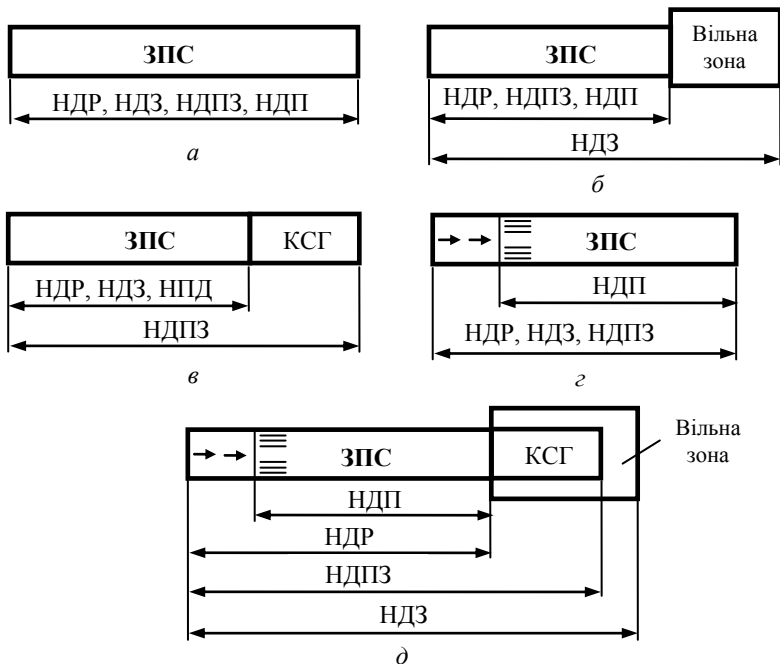 ЗПС
НДР, НДЗ, НДПЗ, НДП
а
ЗПС
Вільна
зона
НДР, НДПЗ, НДП
НДЗ
б
ЗПС
КСГ
НДР, НДЗ, НПД
НДПЗ
в
ЗПС
НДП
НДР, НДЗ, НДПЗ
г
ЗПС
КСГ
Вільна
зона
НДП
НДР
НДПЗ
НДЗ
д